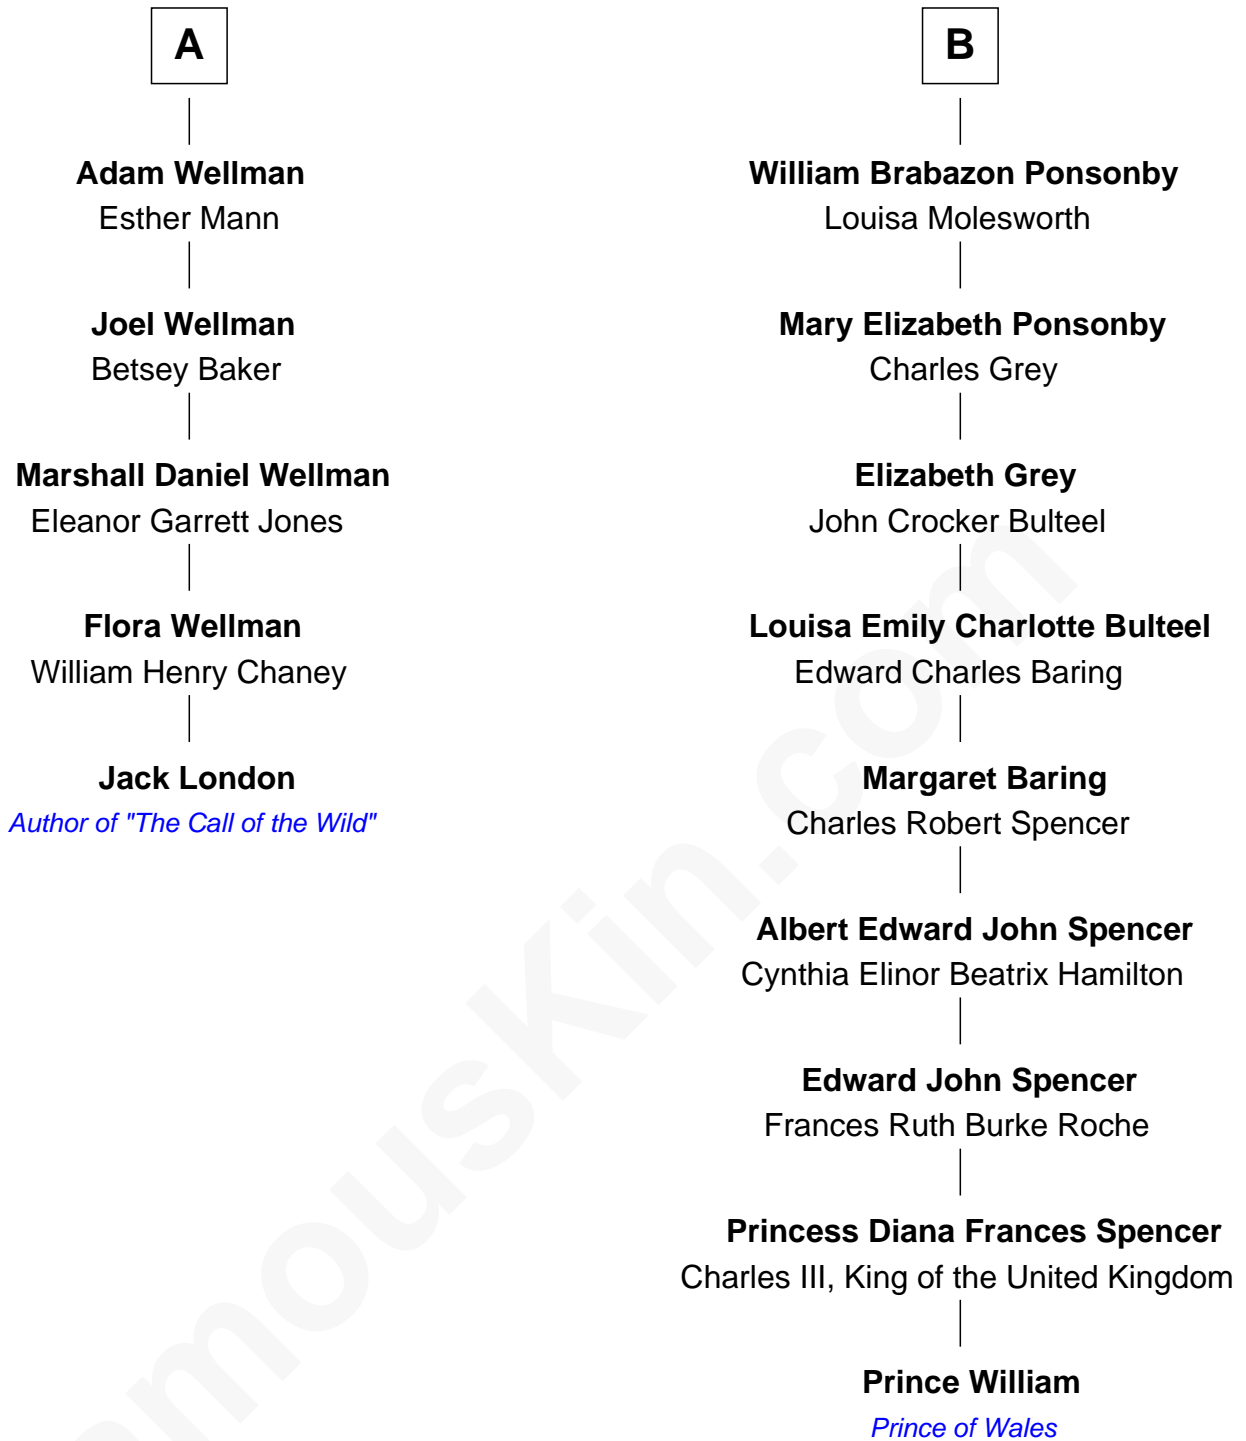 A
Adam Wellman
Esther Mann
Joel Wellman
Betsey Baker
Marshall Daniel Wellman
Eleanor Garrett Jones
Flora Wellman
William Henry Chaney
Jack London
Author of "The Call of the Wild"
B
William Brabazon Ponsonby
Louisa Molesworth
Mary Elizabeth Ponsonby
Charles Grey
Elizabeth Grey
John Crocker Bulteel
Louisa Emily Charlotte Bulteel
Edward Charles Baring
Margaret Baring
Charles Robert Spencer
Albert Edward John Spencer
Cynthia Elinor Beatrix Hamilton
Edward John Spencer
Frances Ruth Burke Roche
Princess Diana Frances Spencer
Charles III, King of the United Kingdom
Prince William
Prince of Wales
amousKin.com